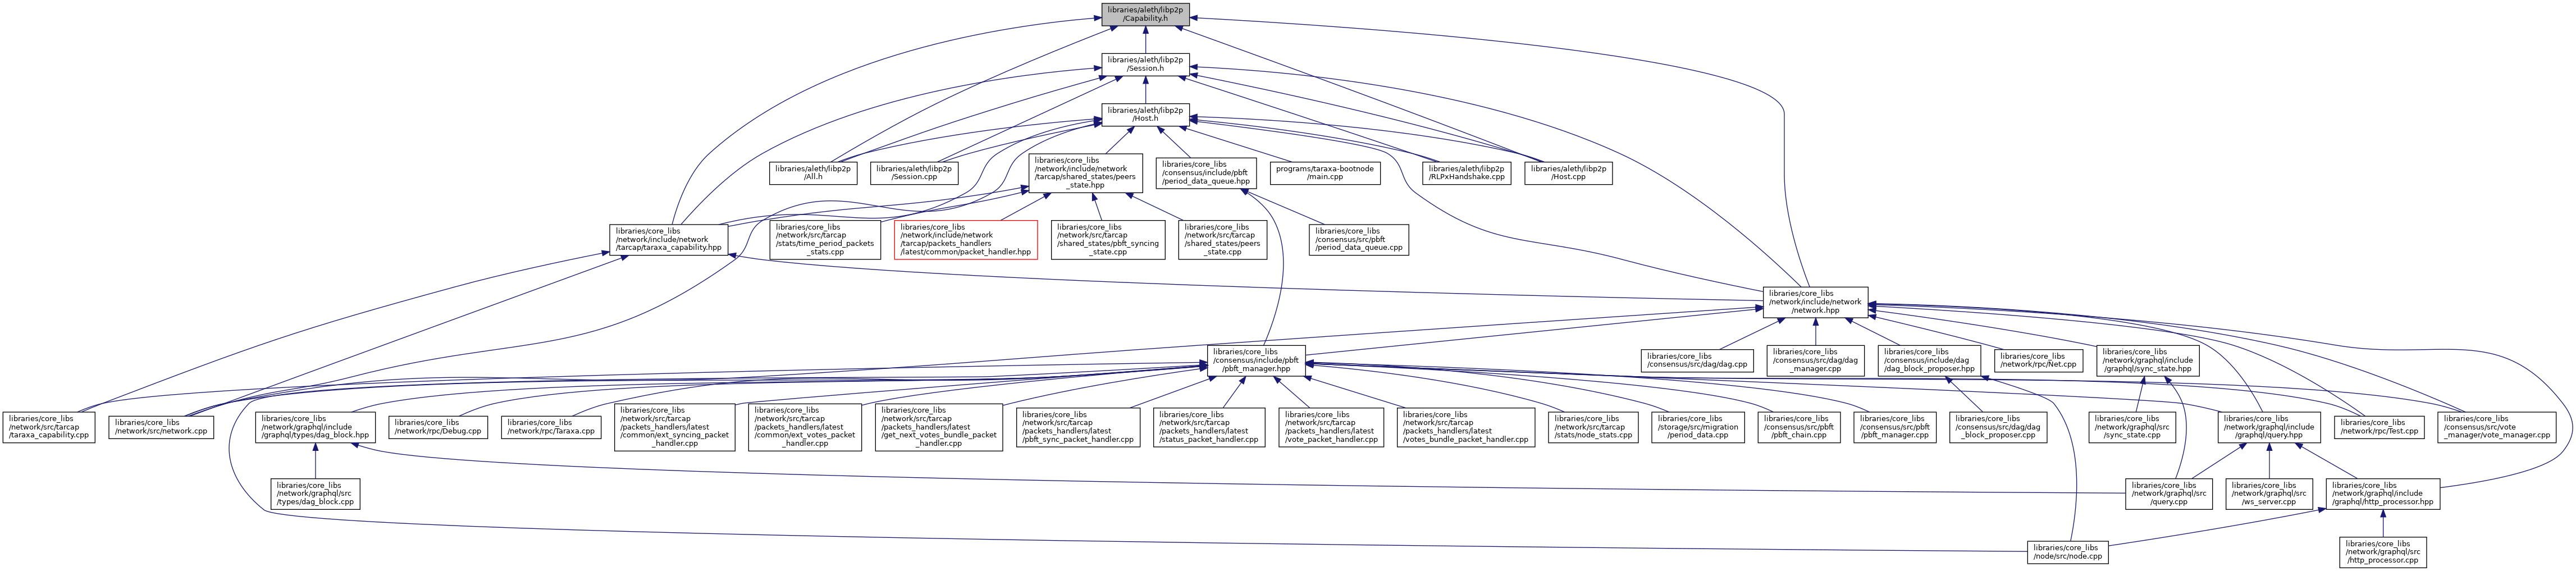 libraries/aleth/libp2p
/Capability.h
libraries/aleth/libp2p
/Session.h
libraries/aleth/libp2p
/Host.h
libraries/aleth/libp2p
/All.h
libraries/aleth/libp2p
/Session.cpp
libraries/core_libs
/network/include/network
/tarcap/shared_states/peers
_state.hpp
libraries/core_libs
/consensus/include/pbft
/period_data_queue.hpp
programs/taraxa-bootnode
/main.cpp
libraries/aleth/libp2p
/RLPxHandshake.cpp
libraries/aleth/libp2p
/Host.cpp
libraries/core_libs
/network/include/network
/tarcap/taraxa_capability.hpp
libraries/core_libs
/network/src/tarcap
/stats/time_period_packets
_stats.cpp
libraries/core_libs
/network/include/network
/tarcap/packets_handlers
/latest/common/packet_handler.hpp
libraries/core_libs
/network/src/tarcap
/shared_states/pbft_syncing
_state.cpp
libraries/core_libs
/network/src/tarcap
/shared_states/peers
_state.cpp
libraries/core_libs
/consensus/src/pbft
/period_data_queue.cpp
libraries/core_libs
/network/include/network
/network.hpp
libraries/core_libs
/consensus/include/pbft
/pbft_manager.hpp
libraries/core_libs
/consensus/src/dag/dag.cpp
libraries/core_libs
/consensus/src/dag/dag
_manager.cpp
libraries/core_libs
/consensus/include/dag
/dag_block_proposer.hpp
libraries/core_libs
/network/rpc/Net.cpp
libraries/core_libs
/network/graphql/include
/graphql/sync_state.hpp
libraries/core_libs
/network/src/tarcap
/taraxa_capability.cpp
libraries/core_libs
/network/src/network.cpp
libraries/core_libs
/network/graphql/include
/graphql/types/dag_block.hpp
libraries/core_libs
/network/rpc/Debug.cpp
libraries/core_libs
/network/rpc/Taraxa.cpp
libraries/core_libs
/network/src/tarcap
/packets_handlers/latest
/common/ext_syncing_packet
_handler.cpp
libraries/core_libs
/network/src/tarcap
/packets_handlers/latest
/common/ext_votes_packet
_handler.cpp
libraries/core_libs
/network/src/tarcap
/packets_handlers/latest
/get_next_votes_bundle_packet
_handler.cpp
libraries/core_libs
/network/src/tarcap
/packets_handlers/latest
/pbft_sync_packet_handler.cpp
libraries/core_libs
/network/src/tarcap
/packets_handlers/latest
/status_packet_handler.cpp
libraries/core_libs
/network/src/tarcap
/packets_handlers/latest
/vote_packet_handler.cpp
libraries/core_libs
/network/src/tarcap
/packets_handlers/latest
/votes_bundle_packet_handler.cpp
libraries/core_libs
/network/src/tarcap
/stats/node_stats.cpp
libraries/core_libs
/storage/src/migration
/period_data.cpp
libraries/core_libs
/consensus/src/pbft
/pbft_chain.cpp
libraries/core_libs
/consensus/src/pbft
/pbft_manager.cpp
libraries/core_libs
/consensus/src/dag/dag
_block_proposer.cpp
libraries/core_libs
/network/graphql/src
/sync_state.cpp
libraries/core_libs
/network/graphql/include
/graphql/query.hpp
libraries/core_libs
/network/rpc/Test.cpp
libraries/core_libs
/consensus/src/vote
_manager/vote_manager.cpp
libraries/core_libs
/network/graphql/src
/types/dag_block.cpp
libraries/core_libs
/network/graphql/src
/query.cpp
libraries/core_libs
/network/graphql/src
/ws_server.cpp
libraries/core_libs
/network/graphql/include
/graphql/http_processor.hpp
libraries/core_libs
/node/src/node.cpp
libraries/core_libs
/network/graphql/src
/http_processor.cpp